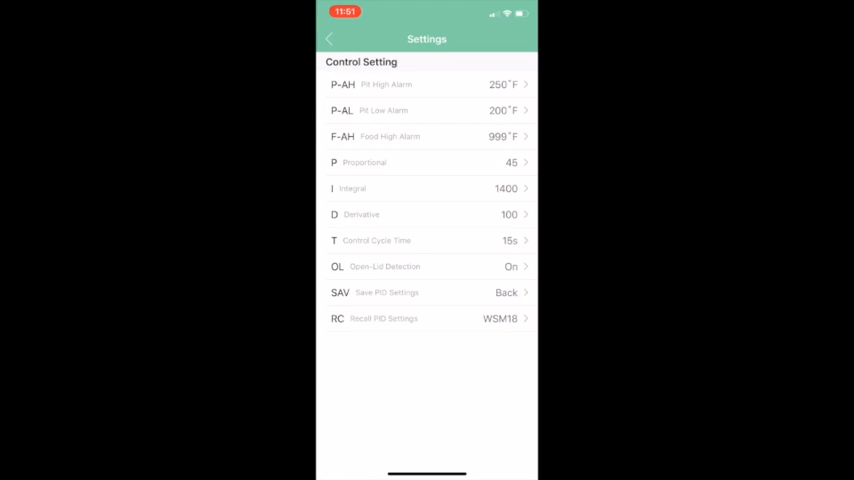 11:51
Settings
Control Setting
P-AH Pit High Alarm 250°F
P-AL Pit Low Alarm 200°F
F-AH Food High Alarm 999°F
P Proportional 45
I Integral 1400
D Derivative 100
T Control Cycle Time 15s
OL Open-Lid Detection On
SAV Save PID Settings Back
RC Recall PID Settings WSM18